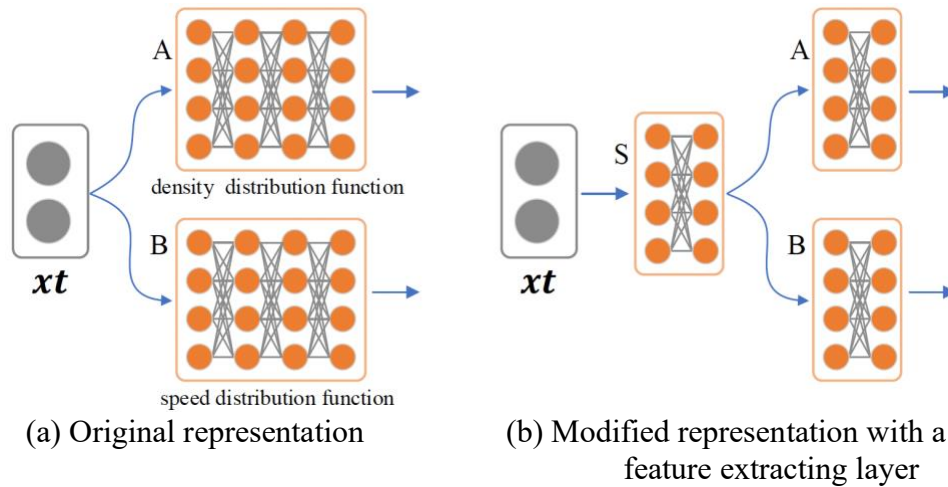 A
density distribution function
xt
B
speed distribution function
(a) Original representation
A
S
xt
B
(b) Modified representation with a
feature extracting layer